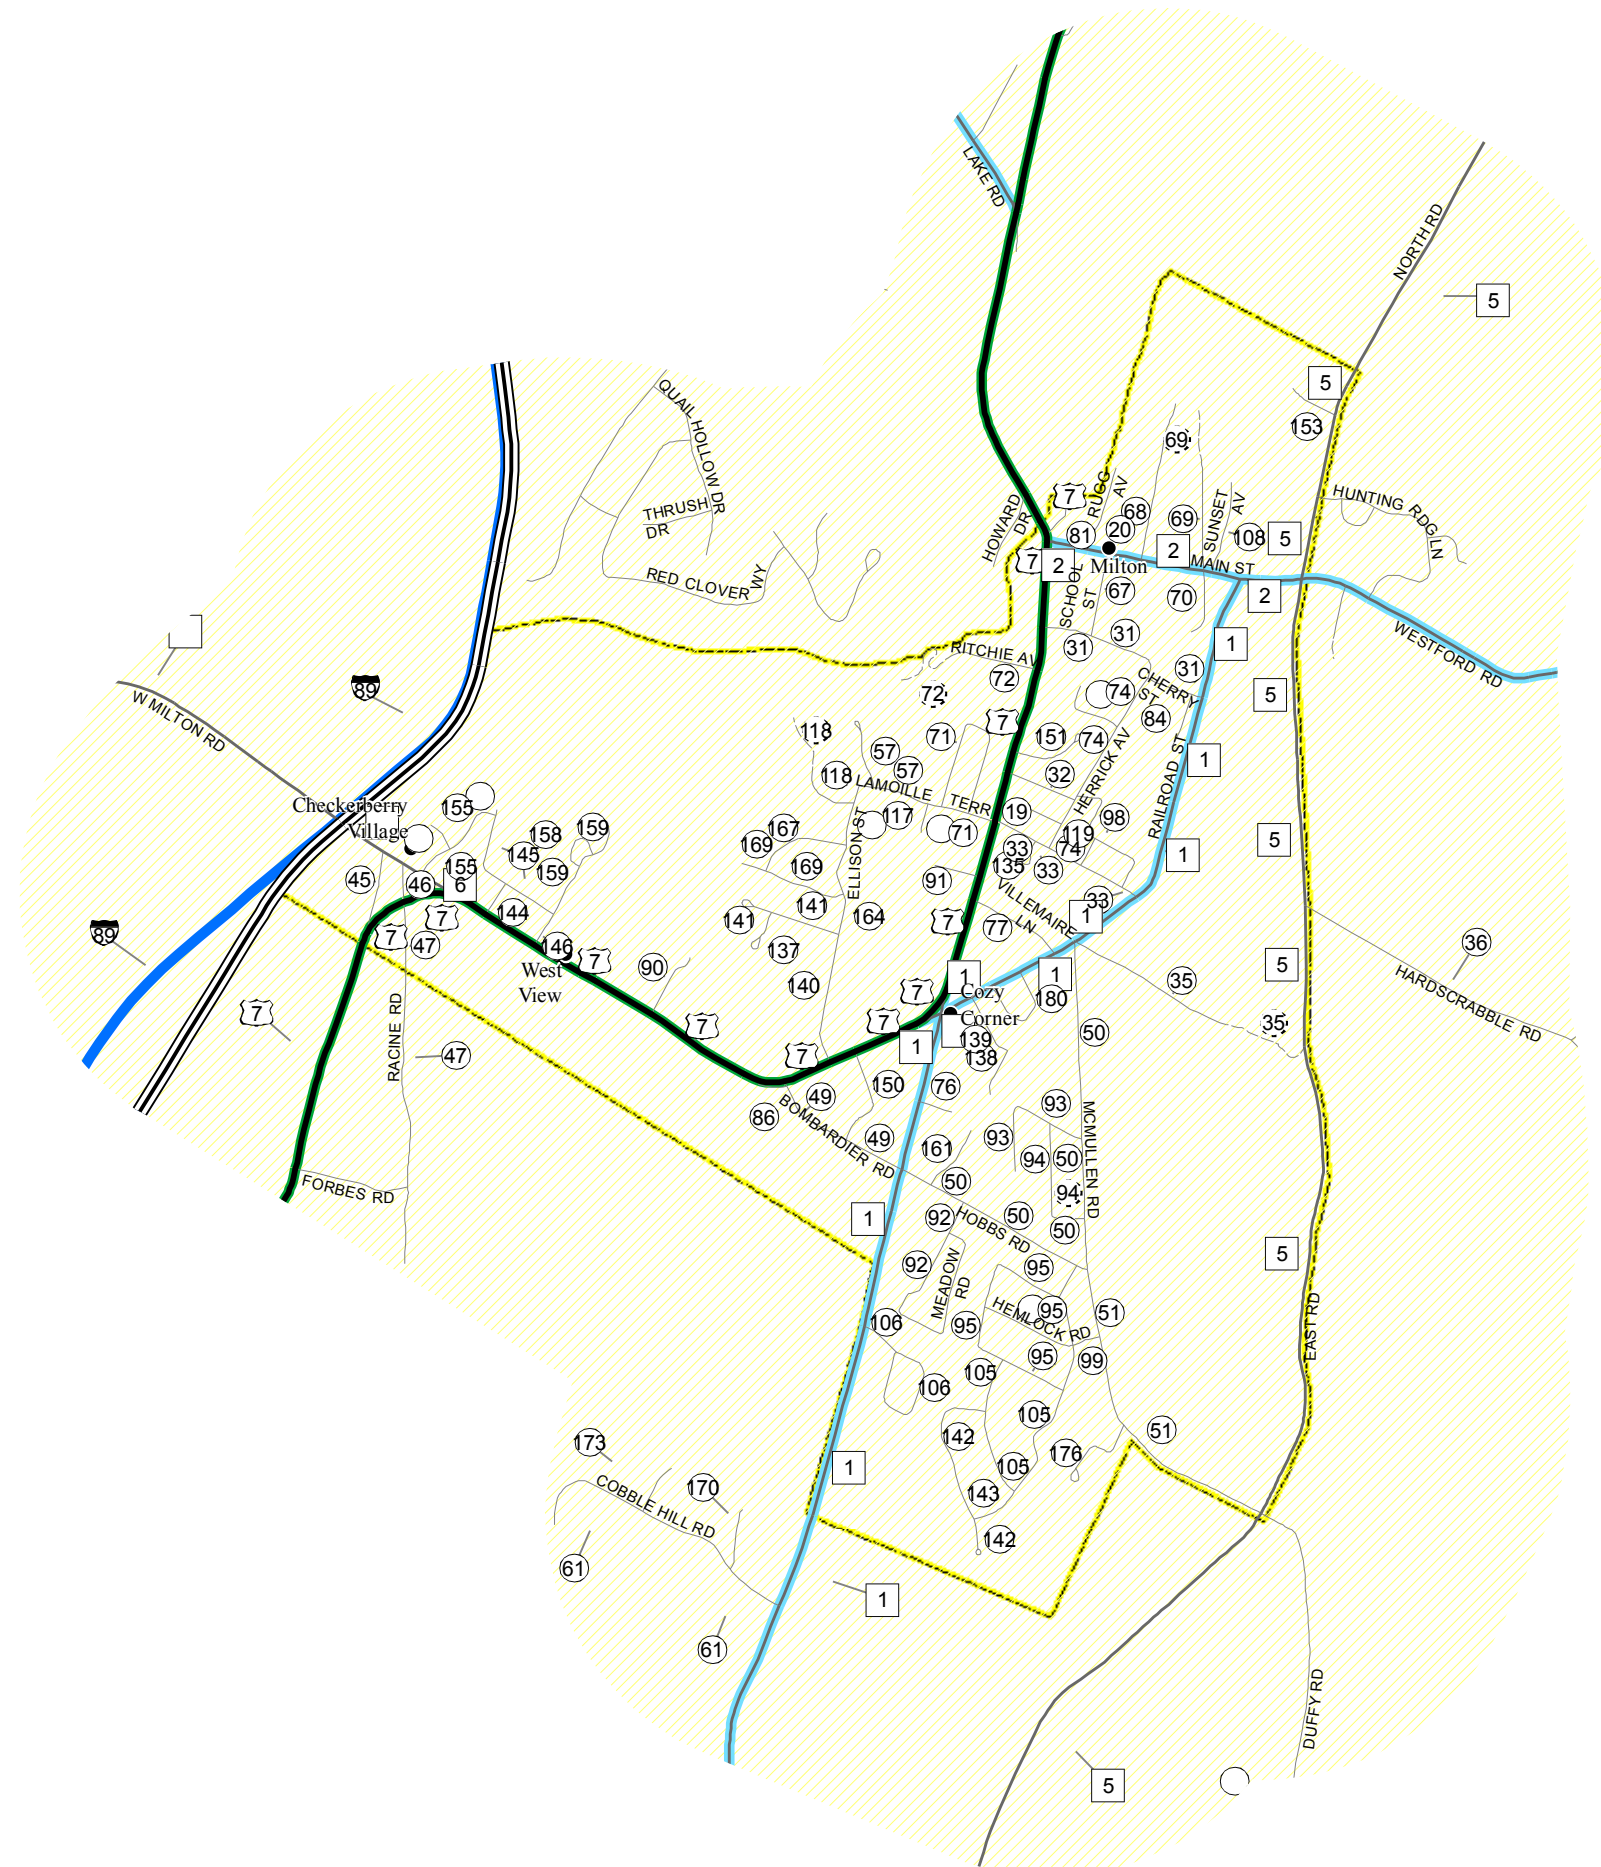 LAKE RD
NORTH RD
5
5
153
QUAIL HOLLOW DR
THRUSH
DR
RED CLOVER WY
69
7
RUGG
AV
68
20
81
69
SUNSET
AV
108
5
HUNTING RDG LN
HOWARD
DR
7
2
2
Milton
MAIN ST
2
SCHOOL
ST
67
70
31
31
31
1
WESTFORD RD
RITCHIE AV
72
72
74
CHERRY
ST
84
5
89
W MILTON RD
118
71
57
57
7
151
74
32
HERRICK AV
RAILROAD ST
1
118
LAMOILLE TERR
117
71
19
98
119
74
33
33
33
135
1
5
Checkerberry
Village
155
155
158
145
159
159
45
46
6
167
169
169
ELLISON ST
91
141
141
164
VILLEMAIRE
LN
77
1
7
7
7
47
144
146
West
View
7
90
137
140
7
1
Cozy
Corner
1
180
35
35
5
36
HARDSCRABBLE RD
89
7
RACINE RD
47
7
7
7
1
139
138
50
150
76
49
49
86
BOMBARDIER RD
93
93
94
50
94
MCMULLEN RD
161
50
50
50
92
92
HOBBS RD
FORBES RD
1
5
MEADOW
RD
95
95
95
95
HEMLOCK RD
51
99
106
106
105
105
105
EAST RD
142
176
51
143
142
173
170
COBBLE HILL RD
61
61
1
1
DUFFY RD
5